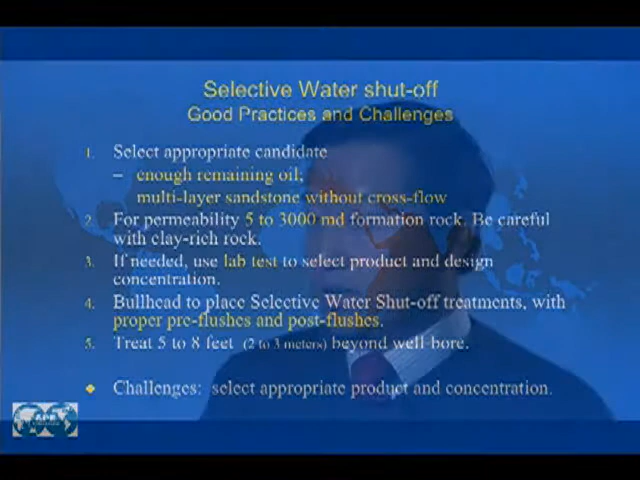 Selective Water shut-off
Good Practices and Challenges
1. Select appropriate candidate
– enough remaining oil;
multi-layer sandstone without cross-flow
2. For permeability 5 to 3000 md formation rock. Be careful
with clay-rich rock.
3. If needed, use lab test to select product and design
concentration.
4. Bullhead to place Selective Water Shut-off treatments, with
proper pre-flushes and post-flushes.
5. Treat 5 to 8 feet (2 to 3 meters) beyond well-bore.
Challenges: select appropriate product and concentration.